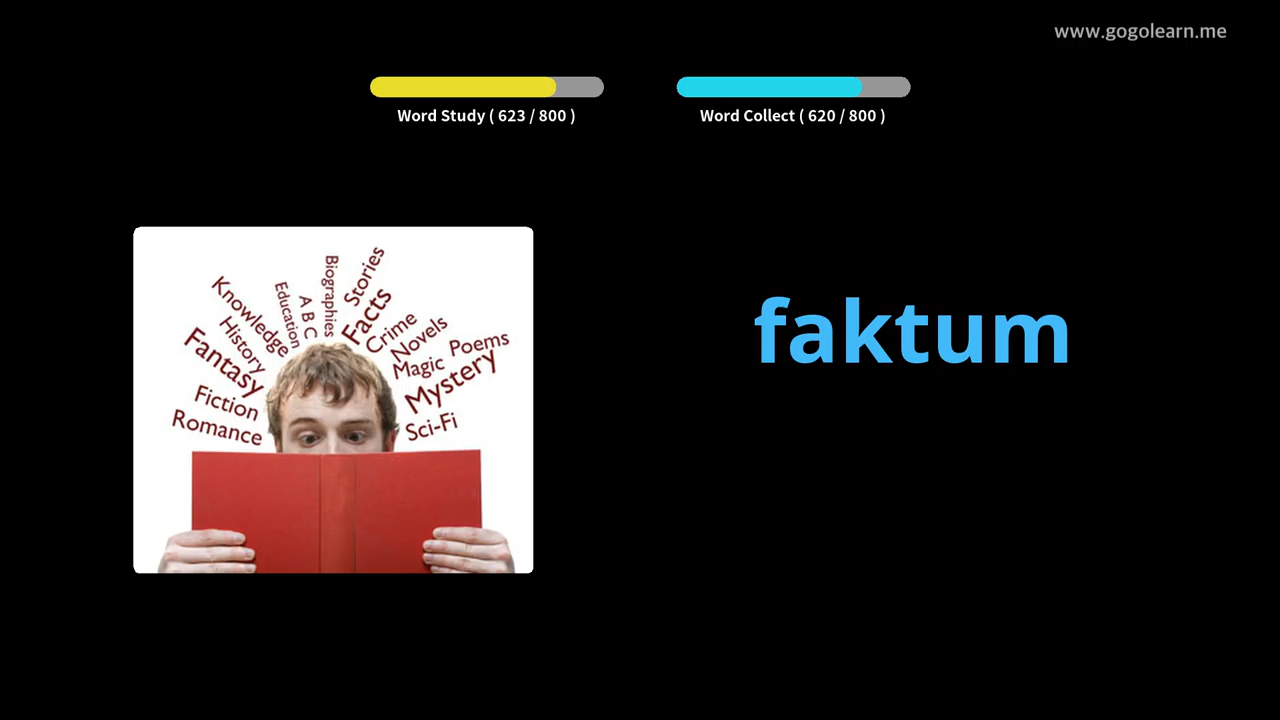 www.gogolearn.me
Word Study ( 623 / 800 )
Word Collect ( 620 / 800 )
faktum
Biographies
Stories
Education
A B C
Facts
Knowledge
Crime
History
Novels
Poems
Fantasy
Magic
Mystery
Fiction
Romance
Sci-Fi